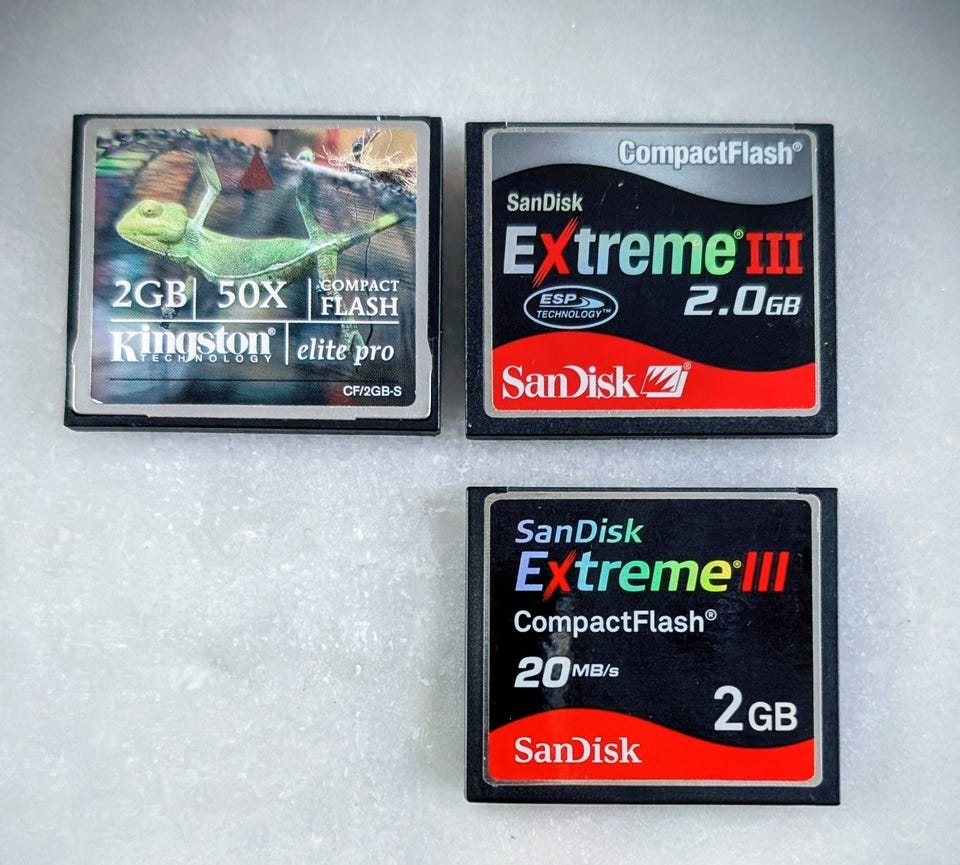 2GB 50X COMPACT FLASH
Kingston® elite pro
TECHNOLOGY
CF/2GB-S
CompactFlash®
SanDisk
Extreme® III
ESP
TECHNOLOGY™
2.0GB
SanDisk®
SanDisk
Extreme® III
CompactFlash®
20MB/s
2GB
SanDisk